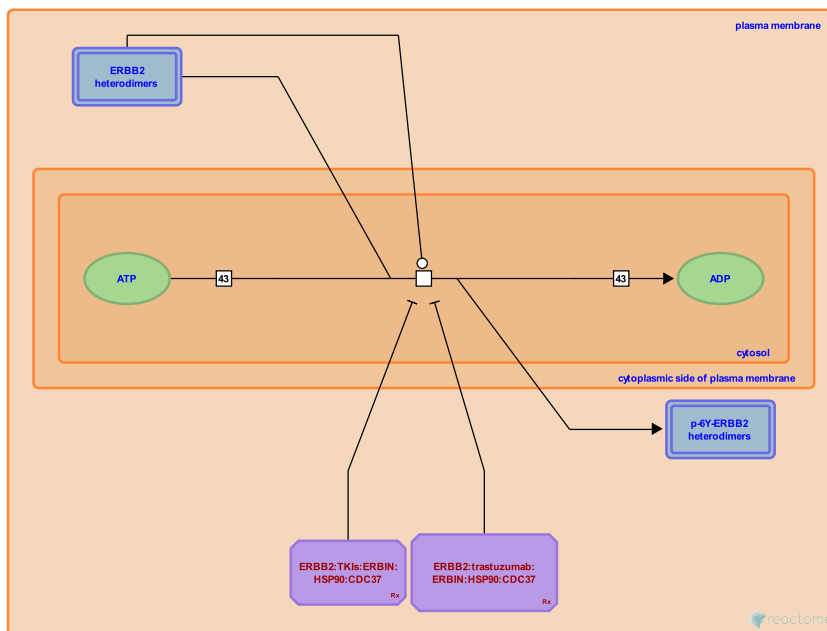 plasma membrane
ERBB2
heterodimers
ATP
43
43
ADP
cytosol
cytoplasmic side of plasma membrane
p-6Y-ERBB2
heterodimers
ERBB2:TKIs:ERBIN:
HSP90:CDC37
Rx
ERBB2:trastuzumab:
ERBIN:HSP90:CDC37
Rx
reactome